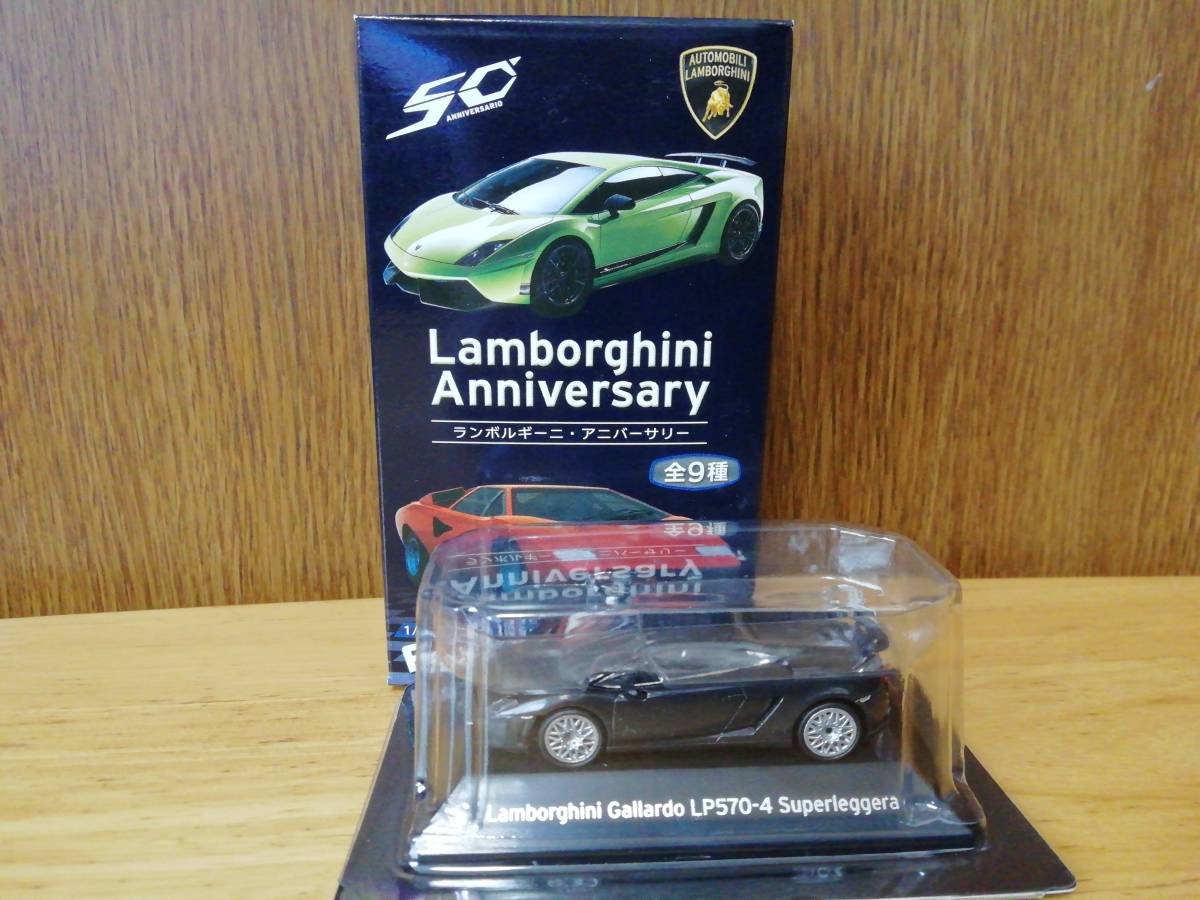 50°
ANNIVERSARIO
AUTOMOBILI
LAMBORGHINI
Lamborghini
Anniversary
ランボルギーニ・アニバーサリー
全9種
1/
Lamborghini Gallardo LP570-4 Superleggera